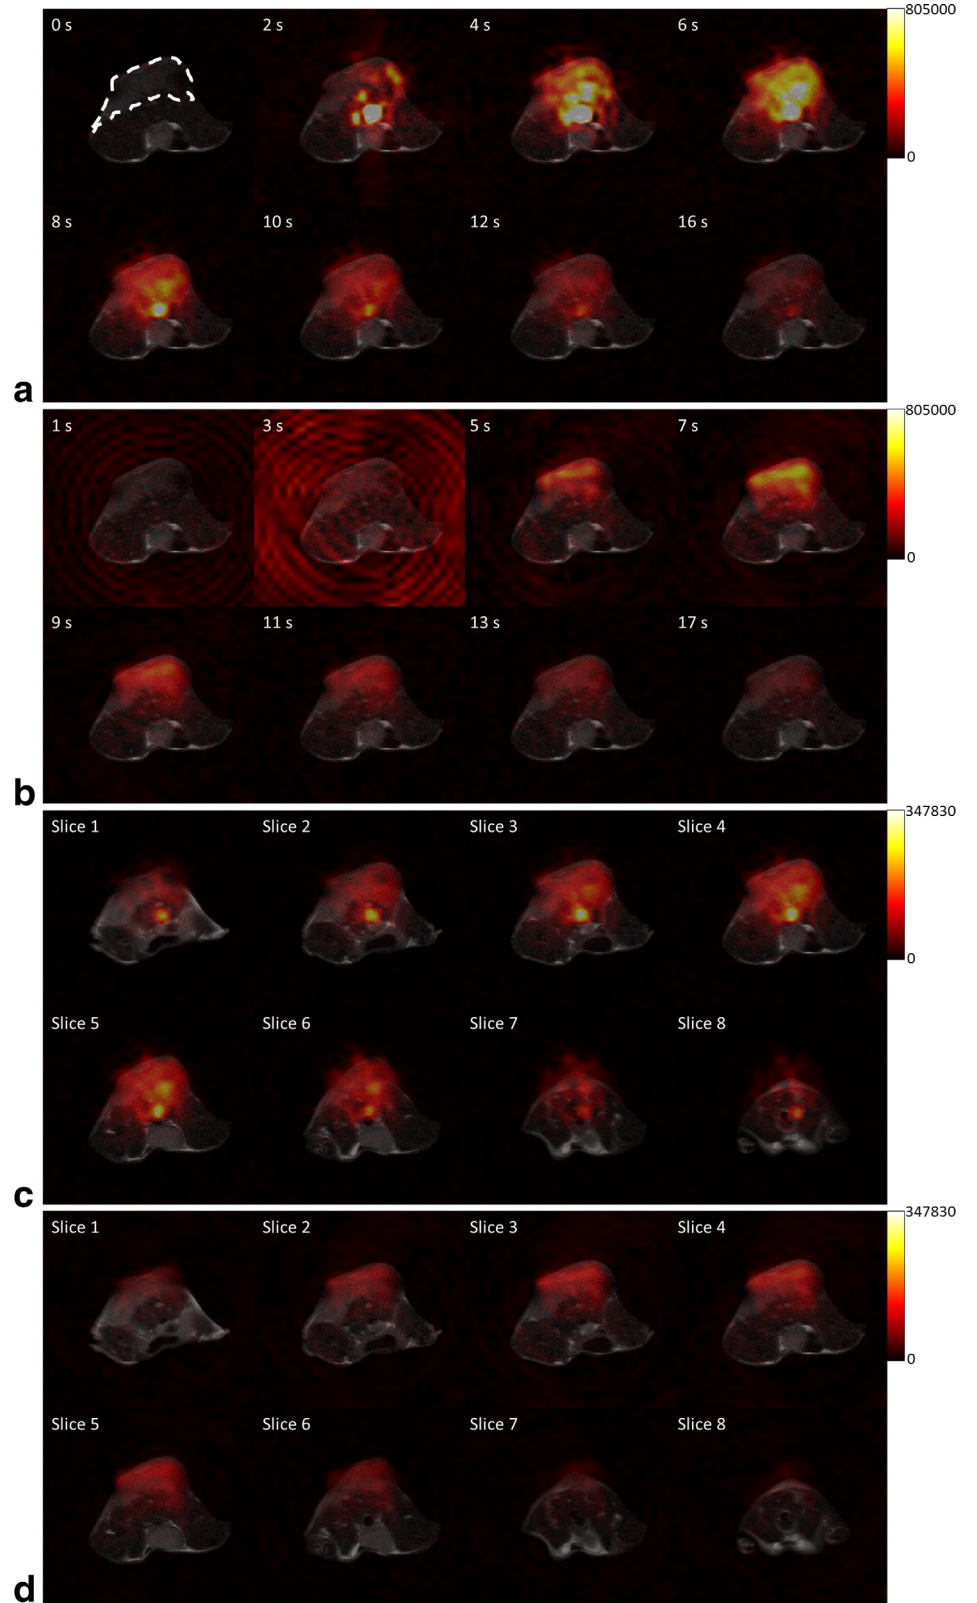 0 s 2 s 4 s 6 s 805000
0
8 s 10 s 12 s 16 s
a
1 s 3 s 5 s 7 s 805000
0
9 s 11 s 13 s 17 s
b
Slice 1 Slice 2 Slice 3 Slice 4 347830
0
Slice 5 Slice 6 Slice 7 Slice 8
c
Slice 1 Slice 2 Slice 3 Slice 4 347830
0
Slice 5 Slice 6 Slice 7 Slice 8
d